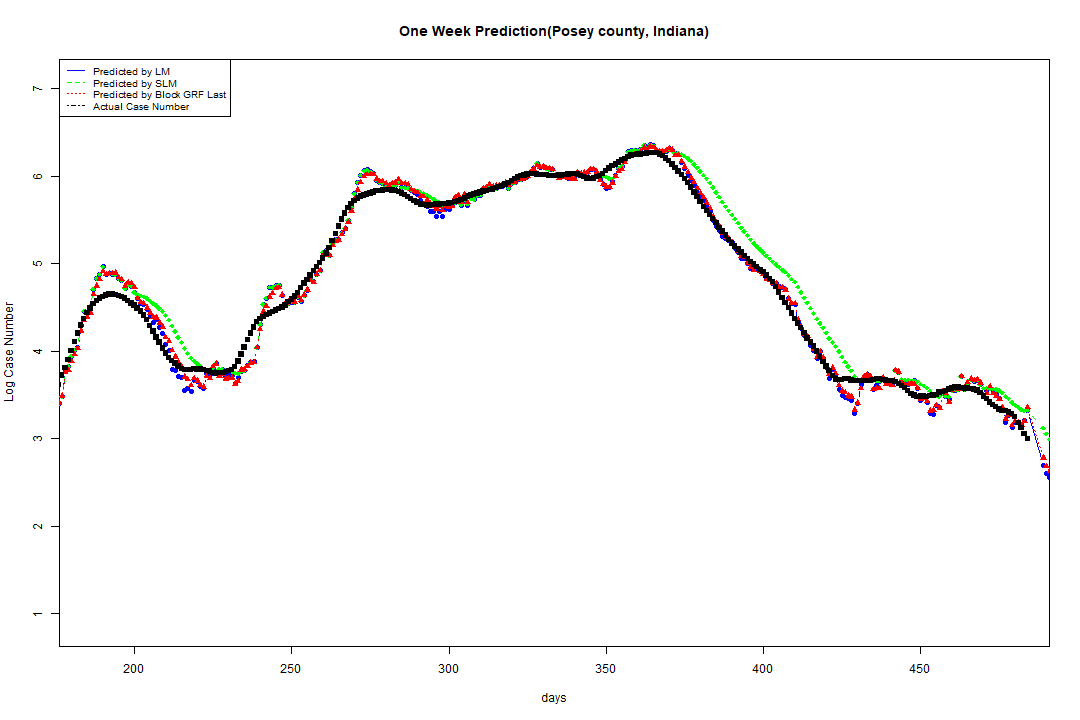 One Week Prediction(Posey county, Indiana)
Predicted by LM
Predicted by SLM
Predicted by Block GRF Last
Actual Case Number
7
6
5
4
3
2
1
Log Case Number
200 250 300 350 400 450
days